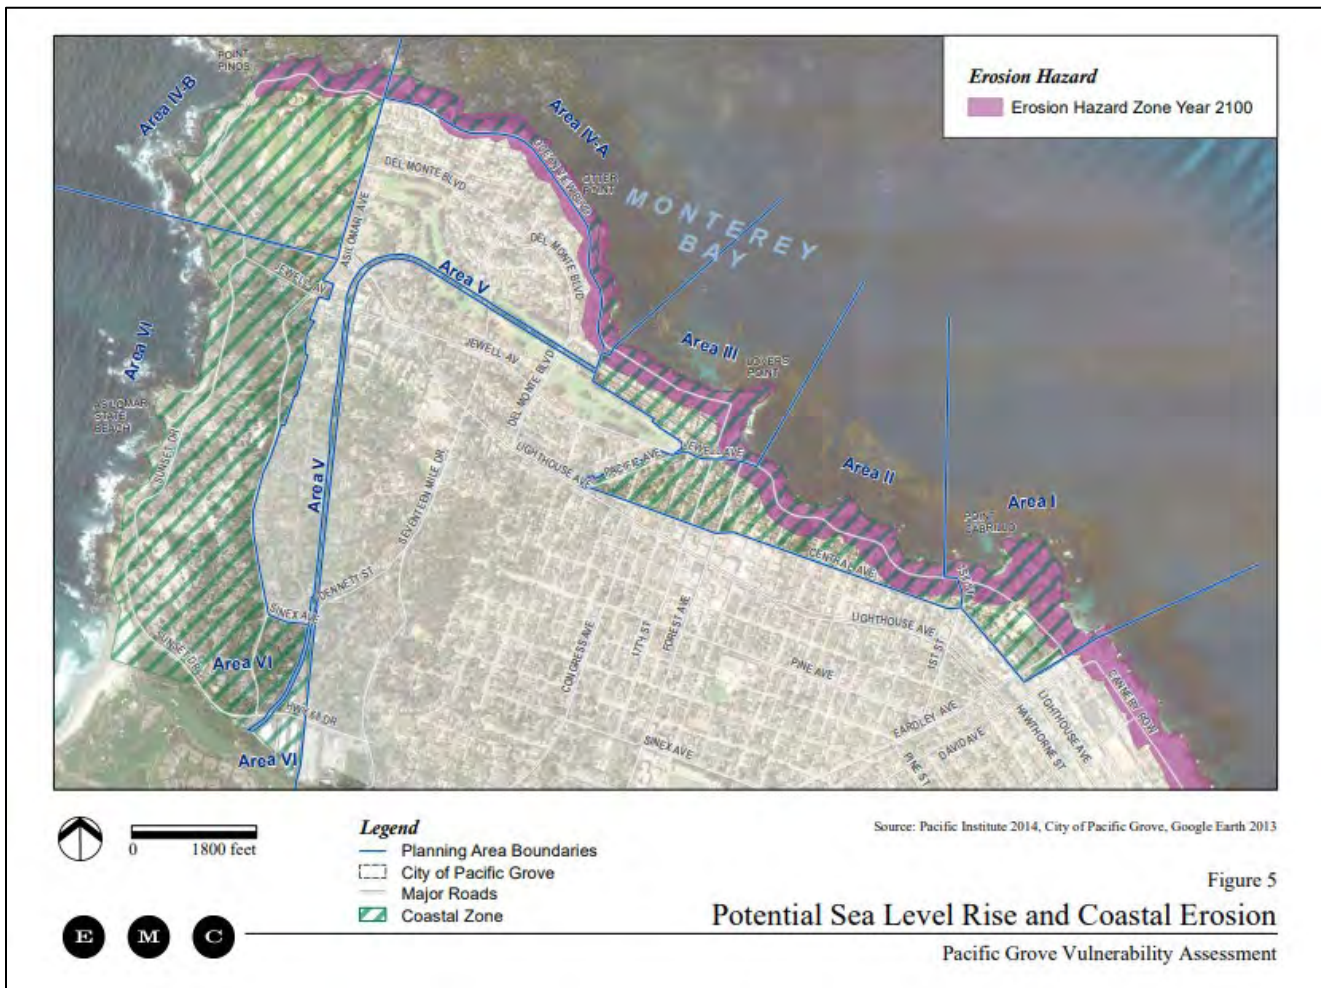 Erosion Hazard
Erosion Hazard Zone Year 2100
POINT
PINOS
Area IV-B
Area IV-A
OCEAN VIEW BLVD
OTTER
POINT
MONTEREY
BAY
DEL MONTE BLVD
ASILOMAR AVE
DEL MONTE BLVD
Area V
JEWELL AV
Area III
LOVERS
POINT
Area VI
JEWELL AV
DEL MONTE BLVD
ASILOMAR
STATE
BEACH
SUNSET DR
LIGHTHOUSE AVE
PACIFIC AVE
JEWELL AVE
Area II
Area I
POINT
CABRILLO
Area V
SEVENTEEN MILE DR
CENTRAL AVE
DENNETT ST
SINEX AVE
LIGHTHOUSE AVE
1ST ST
CONGRESS AVE
17TH ST
FOREST AVE
PINE AVE
SUNSET DR
Area VI
HWY 68 DR
Area VI
SINEX AVE
EARDLEY AVE
DAVID AVE
PINE ST
HAWTHORNE ST
LIGHTHOUSE AVE
CANNERY ROW
0 1800 feet
Legend
Planning Area Boundaries
City of Pacific Grove
Major Roads
Coastal Zone
Source: Pacific Institute 2014, City of Pacific Grove, Google Earth 2013
Figure 5
Potential Sea Level Rise and Coastal Erosion
Pacific Grove Vulnerability Assessment
E M C